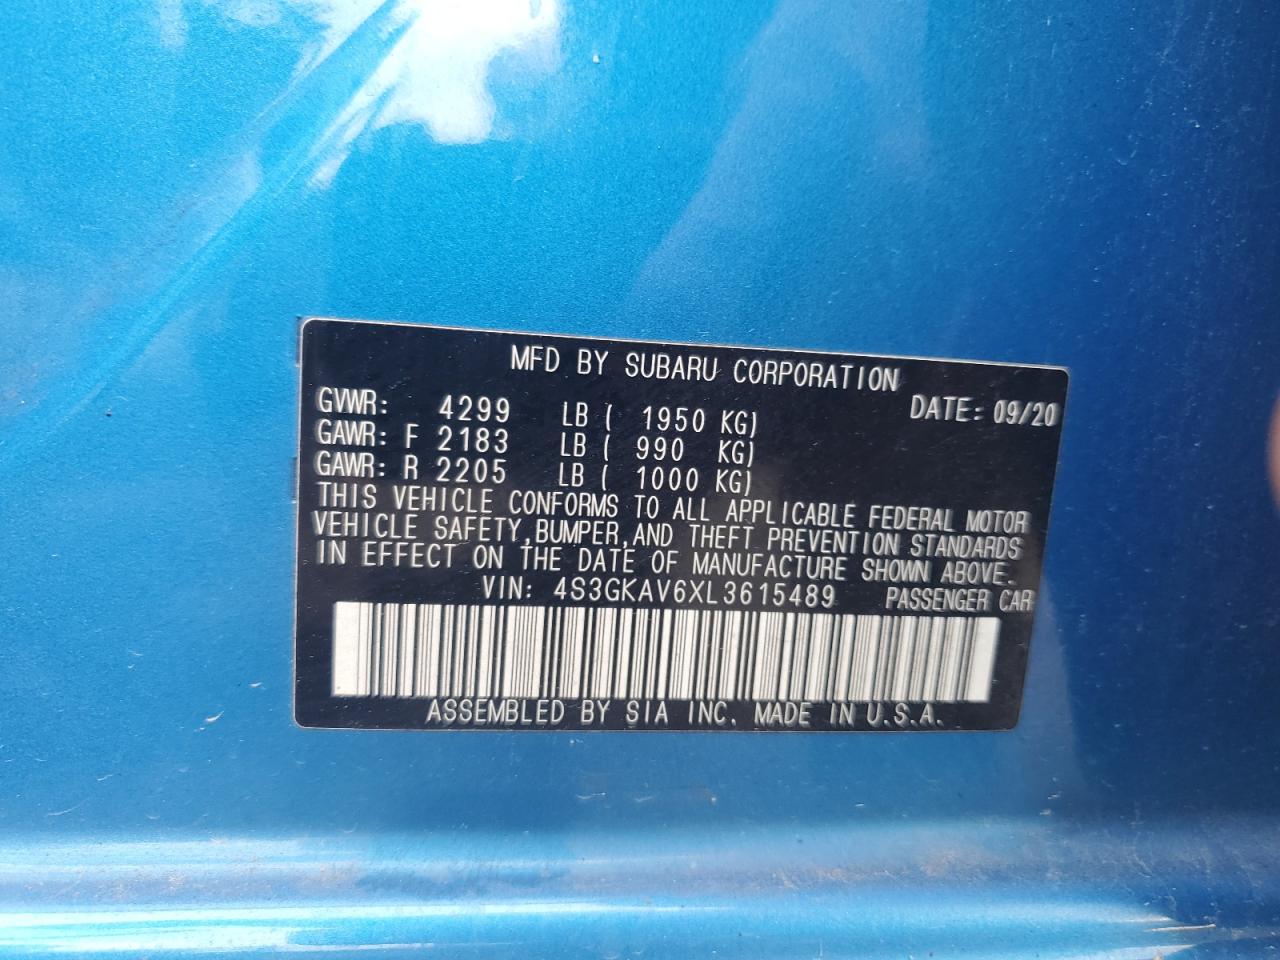 MFD BY SUBARU CORPORATION
DATE: 09/20
GVWR: 4299 LB ( 1950 KG)
GAWR: F 2183 LB ( 990 KG)
GAWR: R 2205 LB ( 1000 KG)
THIS VEHICLE CONFORMS TO ALL APPLICABLE FEDERAL MOTOR
VEHICLE SAFETY, BUMPER, AND THEFT PREVENTION STANDARDS
IN EFFECT ON THE DATE OF MANUFACTURE SHOWN ABOVE.
VIN: 4S3GKAV6XL3615489 PASSENGER CAR
ASSEMBLED BY SIA INC. MADE IN U.S.A.